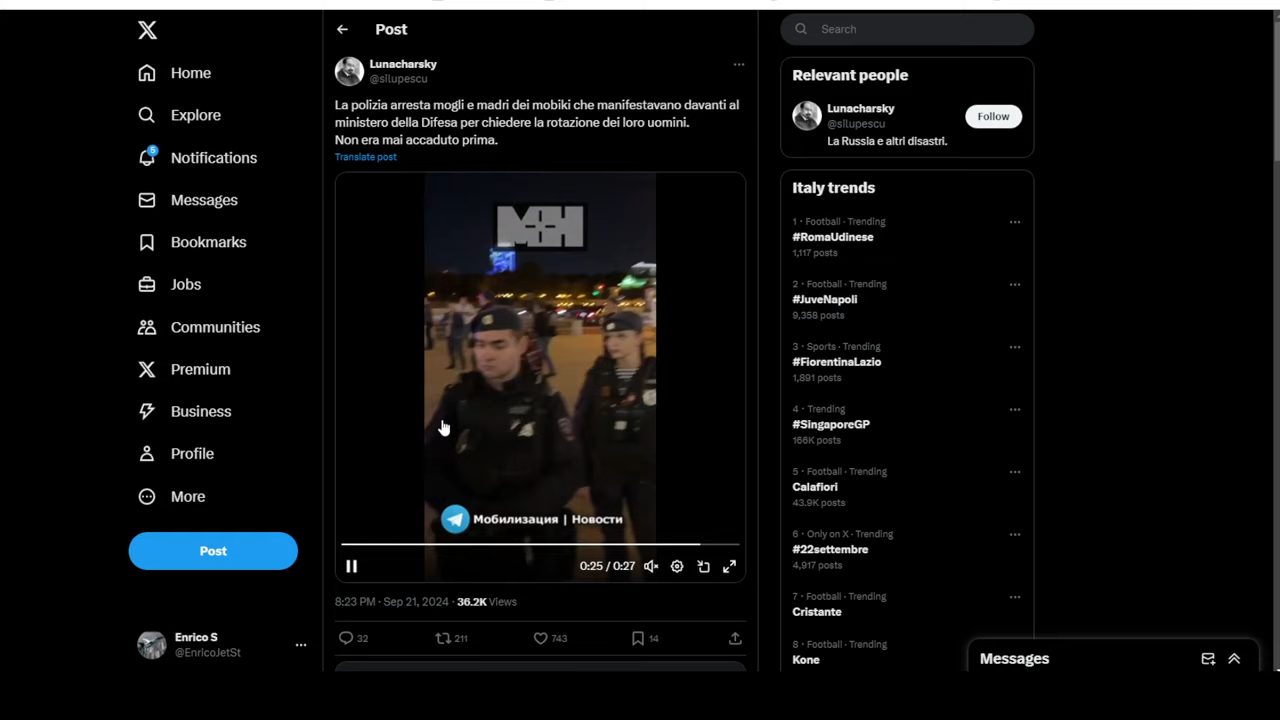 Post
Search
Lunacharsky
@silupescu
La polizia arresta mogli e madri dei mobiki che manifestavano davanti al
ministero della Difesa per chiedere la rotazione dei loro uomini.
Non era mai accaduto prima.
Translate post
МОН
Мобилизация | Новости
0:25 / 0:27
8:23 PM · Sep 21, 2024 · 36.2K Views
32
211
743
14
Home
Explore
5
Notifications
Messages
Bookmarks
Jobs
Communities
Premium
Business
Profile
More
Post
Enrico S
@EnricoJetSt
Relevant people
Lunacharsky
@silupescu
Follow
La Russia e altri disastri.
Italy trends
1 · Football · Trending
#RomaUdinese
1,117 posts
2 · Football · Trending
#JuveNapoli
9,358 posts
3 · Sports · Trending
#FiorentinaLazio
1,891 posts
4 · Trending
#SingaporeGP
166K posts
5 · Football · Trending
Calafiori
43.9K posts
6 · Only on X · Trending
#22settembre
4,917 posts
7 · Football · Trending
Cristante
8 · Football · Trending
Kone
Messages